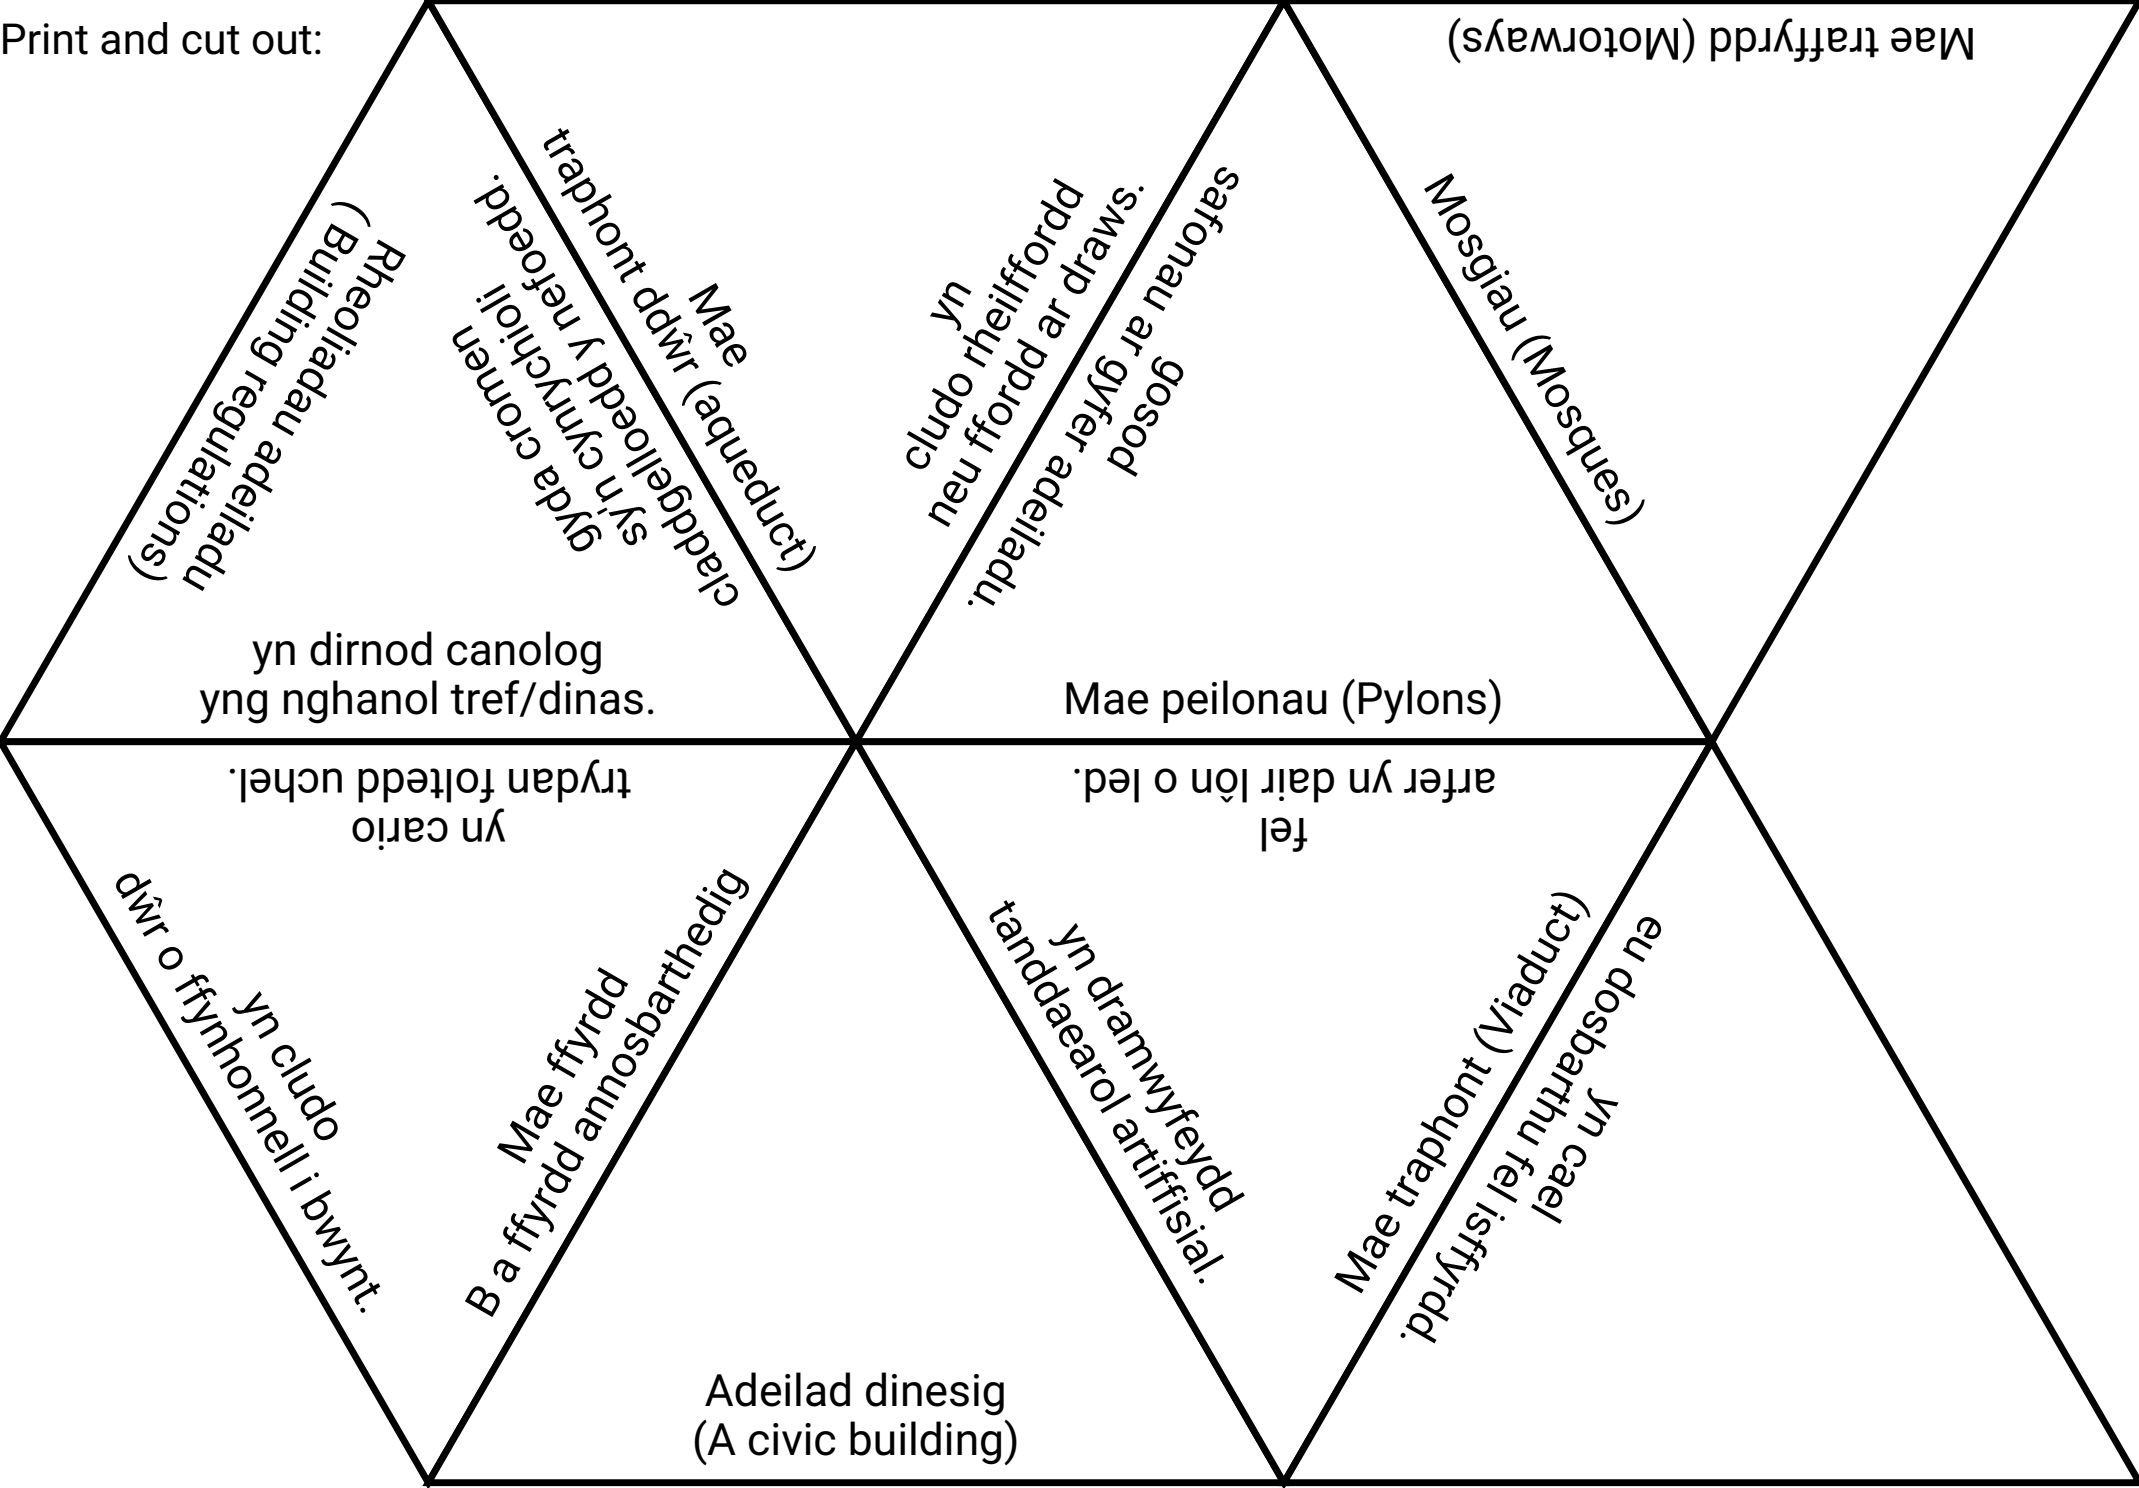 Print and cut out:
Rheoliadau adeiladu
( Building regulations)
gyda cromen
sy'n cynrychioli
claddgelloedd y nefoedd.
yn dirnod canolog
yng nghanol tref/dinas.
Mae
traphont ddŵr (aqueduct)
yn
cludo rheilffordd
neu ffordd ar draws.
gosod
safonau ar gyfer adeiladu.
Mae peilonau (Pylons)
Mosgiau (Mosques)
Mae traffyrdd (Motorways)
yn cario
trydan foltedd uchel.
yn cludo
dŵr o ffynhonnell i bwynt.
Mae ffyrdd
B a ffyrdd annosbarthedig
Adeilad dinesig
(A civic building)
fel
arfer yn dair lôn o led.
yn dramwyfeydd
tanddaearol artiffisial.
Mae traphont (Viaduct)
yn cael
eu dosbarthu fel isffyrdd.